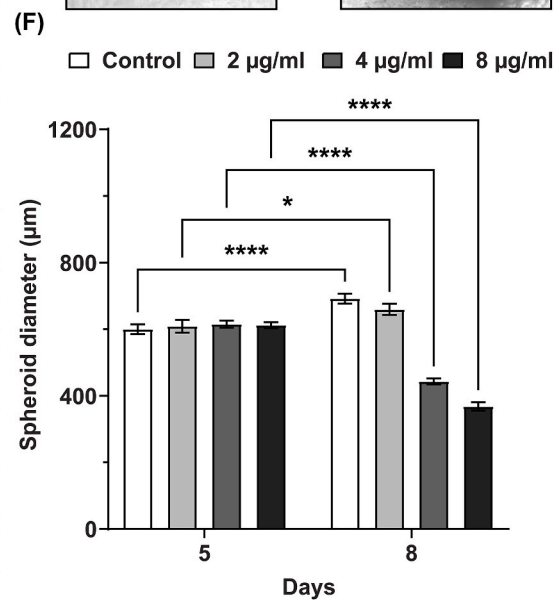 (F)
Control 2 µg/ml 4 µg/ml 8 µg/ml
****
****
*
****
1200
800
400
0
Spheroid diameter (µm)
5 8
Days